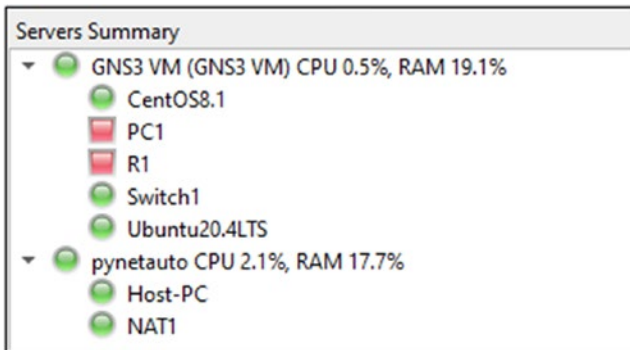 Servers Summary
GNS3 VM (GNS3 VM) CPU 0.5%, RAM 19.1%
CentOS8.1
PC1
R1
Switch1
Ubuntu20.4LTS
pynetauto CPU 2.1%, RAM 17.7%
Host-PC
NAT1